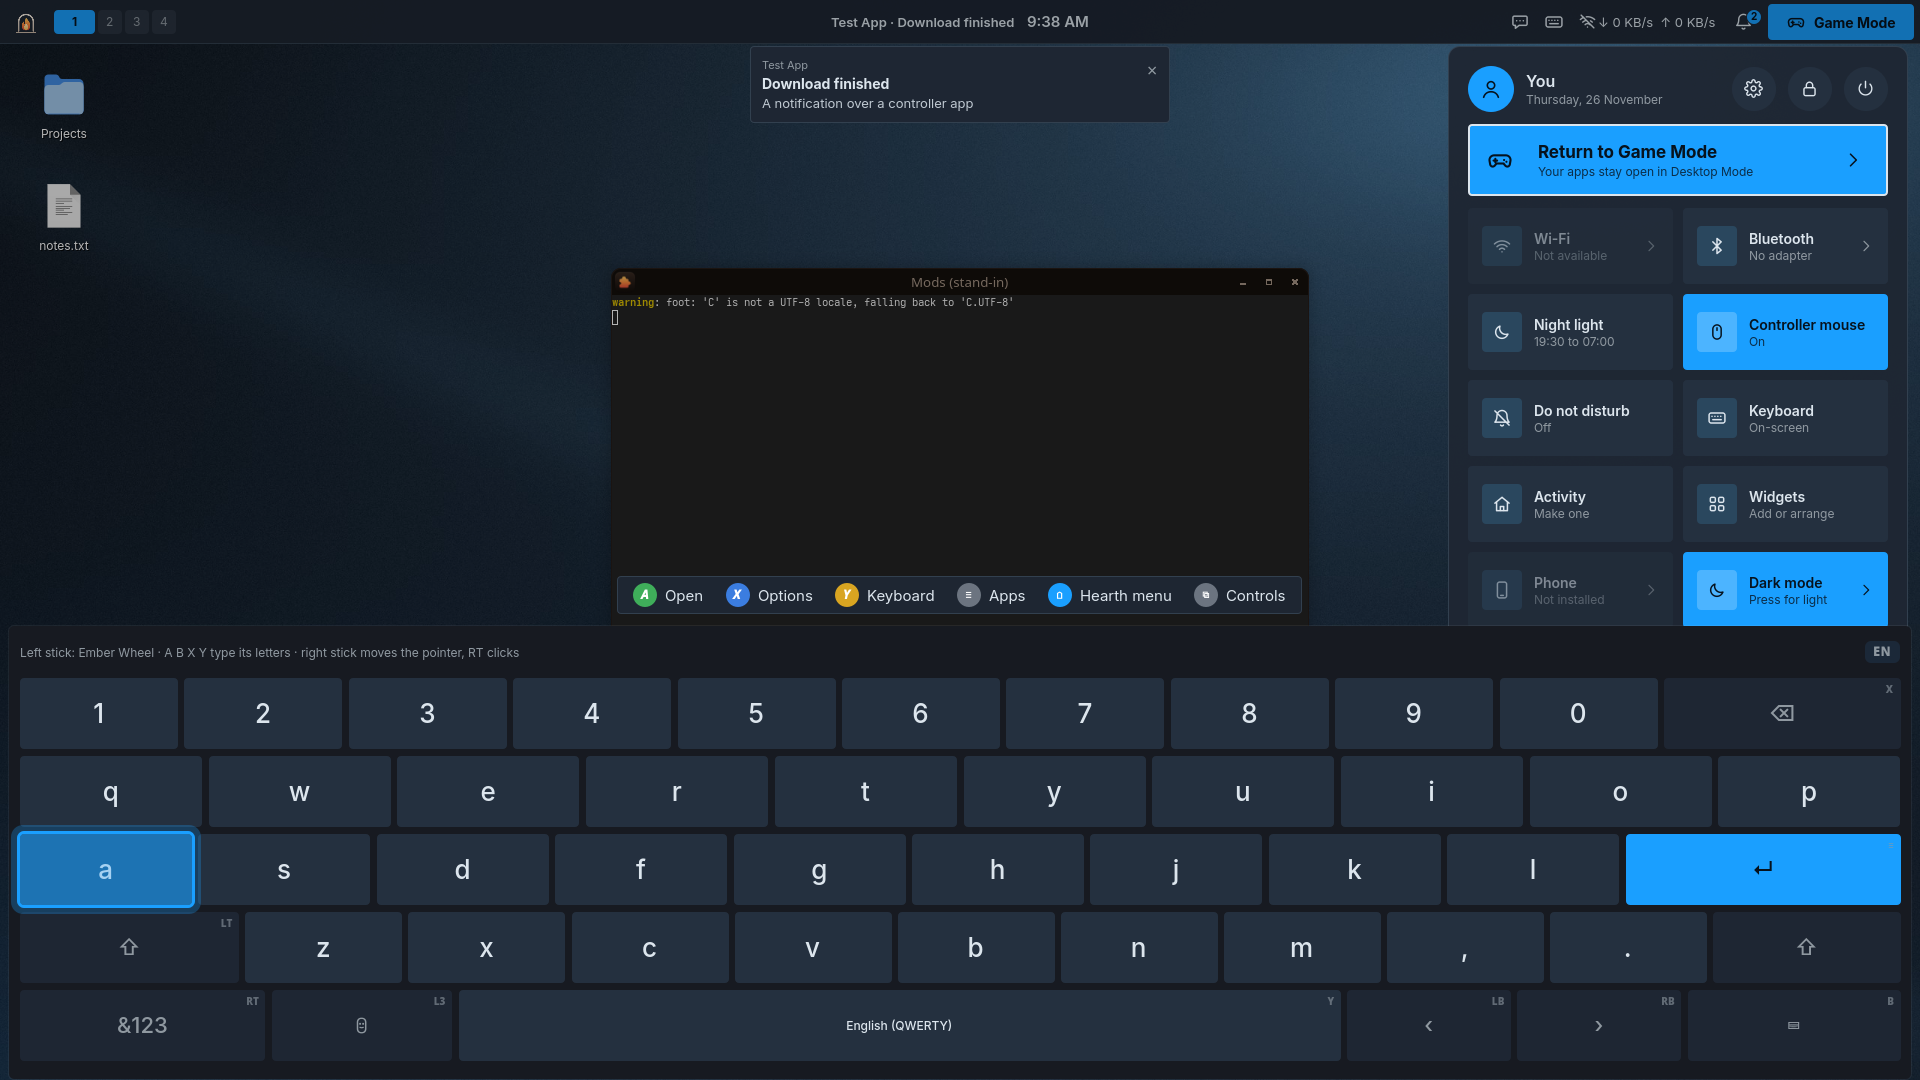 1 2 3 4
Test App · Download finished 9:38 AM
↓ 0 KB/s ↑ 0 KB/s
2
Game Mode
Projects
notes.txt
Test App
Download finished
A notification over a controller app
You
Thursday, 26 November
Return to Game Mode
Your apps stay open in Desktop Mode
Wi-Fi
Not available
Bluetooth
No adapter
Night light
19:30 to 07:00
Controller mouse
On
Do not disturb
Off
Keyboard
On-screen
Activity
Make one
Widgets
Add or arrange
Phone
Not installed
Dark mode
Press for light
Mods (stand-in)
warning: foot: 'C' is not a UTF-8 locale, falling back to 'C.UTF-8'
A Open X Options Y Keyboard Apps Hearth menu Controls
Left stick: Ember Wheel · A B X Y type its letters · right stick moves the pointer, RT clicks
EN
1 2 3 4 5 6 7 8 9 0 X
q w e r t y u i o p
a s d f g h j k l
LT z x c v b n m , .
&123 RT L3 English (QWERTY) Y ‹ LB › RB B